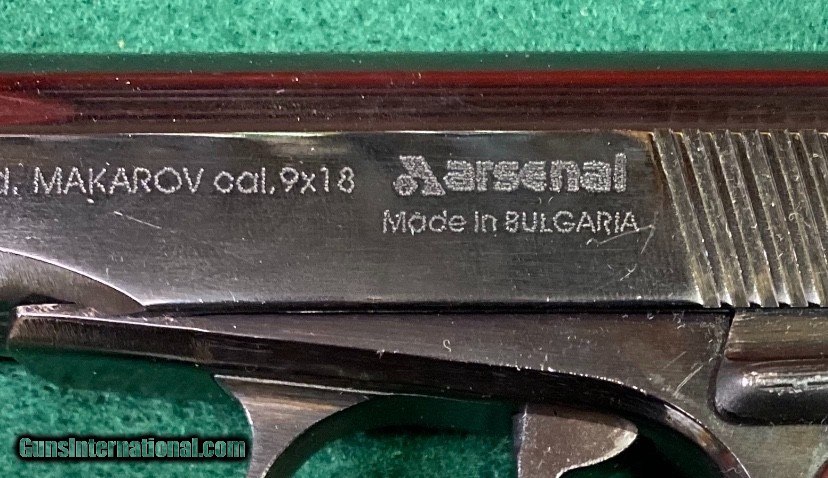 . MAKAROV cal.9x18
arsenal
Made in BULGARIA
GunsInternational.com